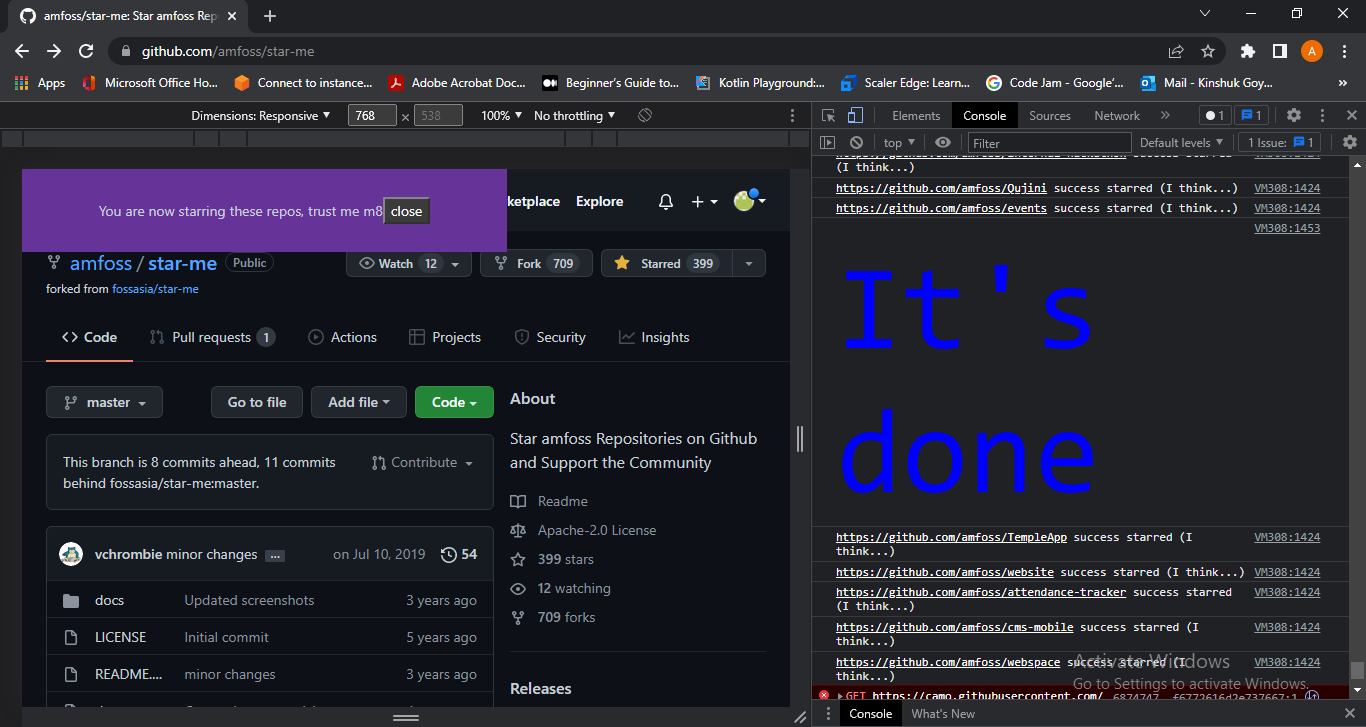 amfoss/star-me: Star amfoss Rep
github.com/amfoss/star-me
A
Apps
Microsoft Office Ho...
Connect to instance...
Adobe Acrobat Doc...
Beginner's Guide to...
Kotlin Playground:...
Scaler Edge: Learn...
Code Jam - Google'...
Mail - Kinshuk Goy...
»
Dimensions: Responsive
768 × 538
100%
No throttling
You are now starring these repos, trust me m8
close
ketplace
Explore
amfoss / star-me
Public
Watch 12
Fork 709
Starred 399
forked from fossasia/star-me
Code
Pull requests 1
Actions
Projects
Security
Insights
master
Go to file
Add file
Code
This branch is 8 commits ahead, 11 commits
behind fossasia/star-me:master.
Contribute
vchrombie minor changes ...
on Jul 10, 2019
54
docs
Updated screenshots
3 years ago
LICENSE
Initial commit
5 years ago
README....
minor changes
3 years ago
About
Star amfoss Repositories on Github
and Support the Community
Readme
Apache-2.0 License
399 stars
12 watching
709 forks
Releases
Elements
Console
Sources
Network
»
1
1
top
Filter
Default levels
1 Issue: 1
(I think...)
https://github.com/amfoss/Qujini success starred (I think...)
VM308:1424
https://github.com/amfoss/events success starred (I think...)
VM308:1424
VM308:1453
It's
done
https://github.com/amfoss/TempleApp success starred (I
think...)
VM308:1424
https://github.com/amfoss/website success starred (I think...)
VM308:1424
https://github.com/amfoss/attendance-tracker success starred
(I think...)
VM308:1424
https://github.com/amfoss/cms-mobile success starred (I
think...)
VM308:1424
https://github.com/amfoss/webspace success starred (I
think...)
VM308:1424
Activate Windows
Go to Settings to activate Windows.
GET https://camo.githubusercontent.com/
Console
What's New